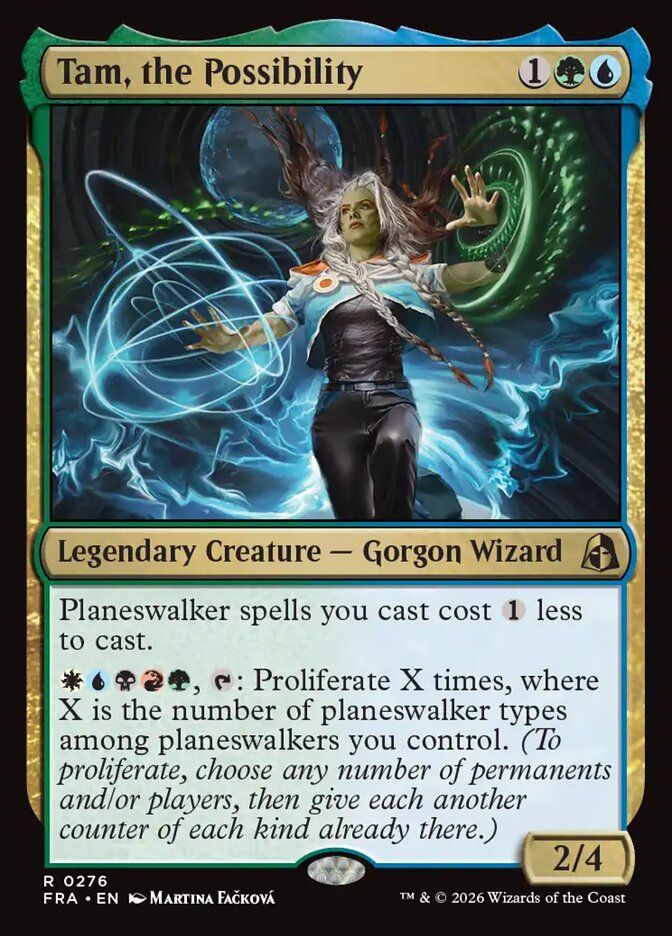 Tam, the Possibility 1
Legendary Creature — Gorgon Wizard
Planeswalker spells you cast cost 1 less
to cast.
, : Proliferate X times, where
X is the number of planeswalker types
among planeswalkers you control. (To
proliferate, choose any number of permanents
and/or players, then give each another
counter of each kind already there.)
2/4
R 0276
FRA • EN Martina Fačková
™ & © 2026 Wizards of the Coast